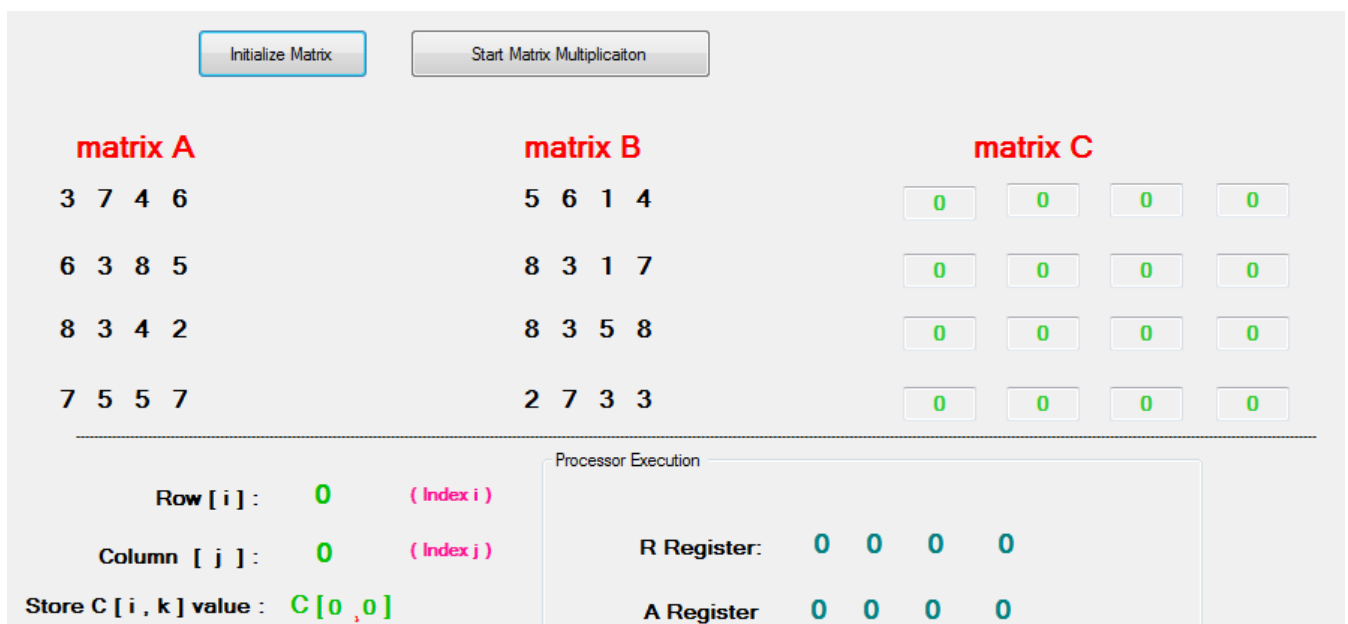 Initialize Matrix Start Matrix Multiplicaiton
matrix A matrix B matrix C
3 7 4 6 5 6 1 4 0 0 0 0
6 3 8 5 8 3 1 7 0 0 0 0
8 3 4 2 8 3 5 8 0 0 0 0
7 5 5 7 2 7 3 3 0 0 0 0
Processor Execution
Row [ i ] : 0 ( Index i )
R Register: 0 0 0 0
Column [ j ] : 0 ( Index j )
Store C [ i , k ] value : C [ 0 , 0 ]
A Register 0 0 0 0